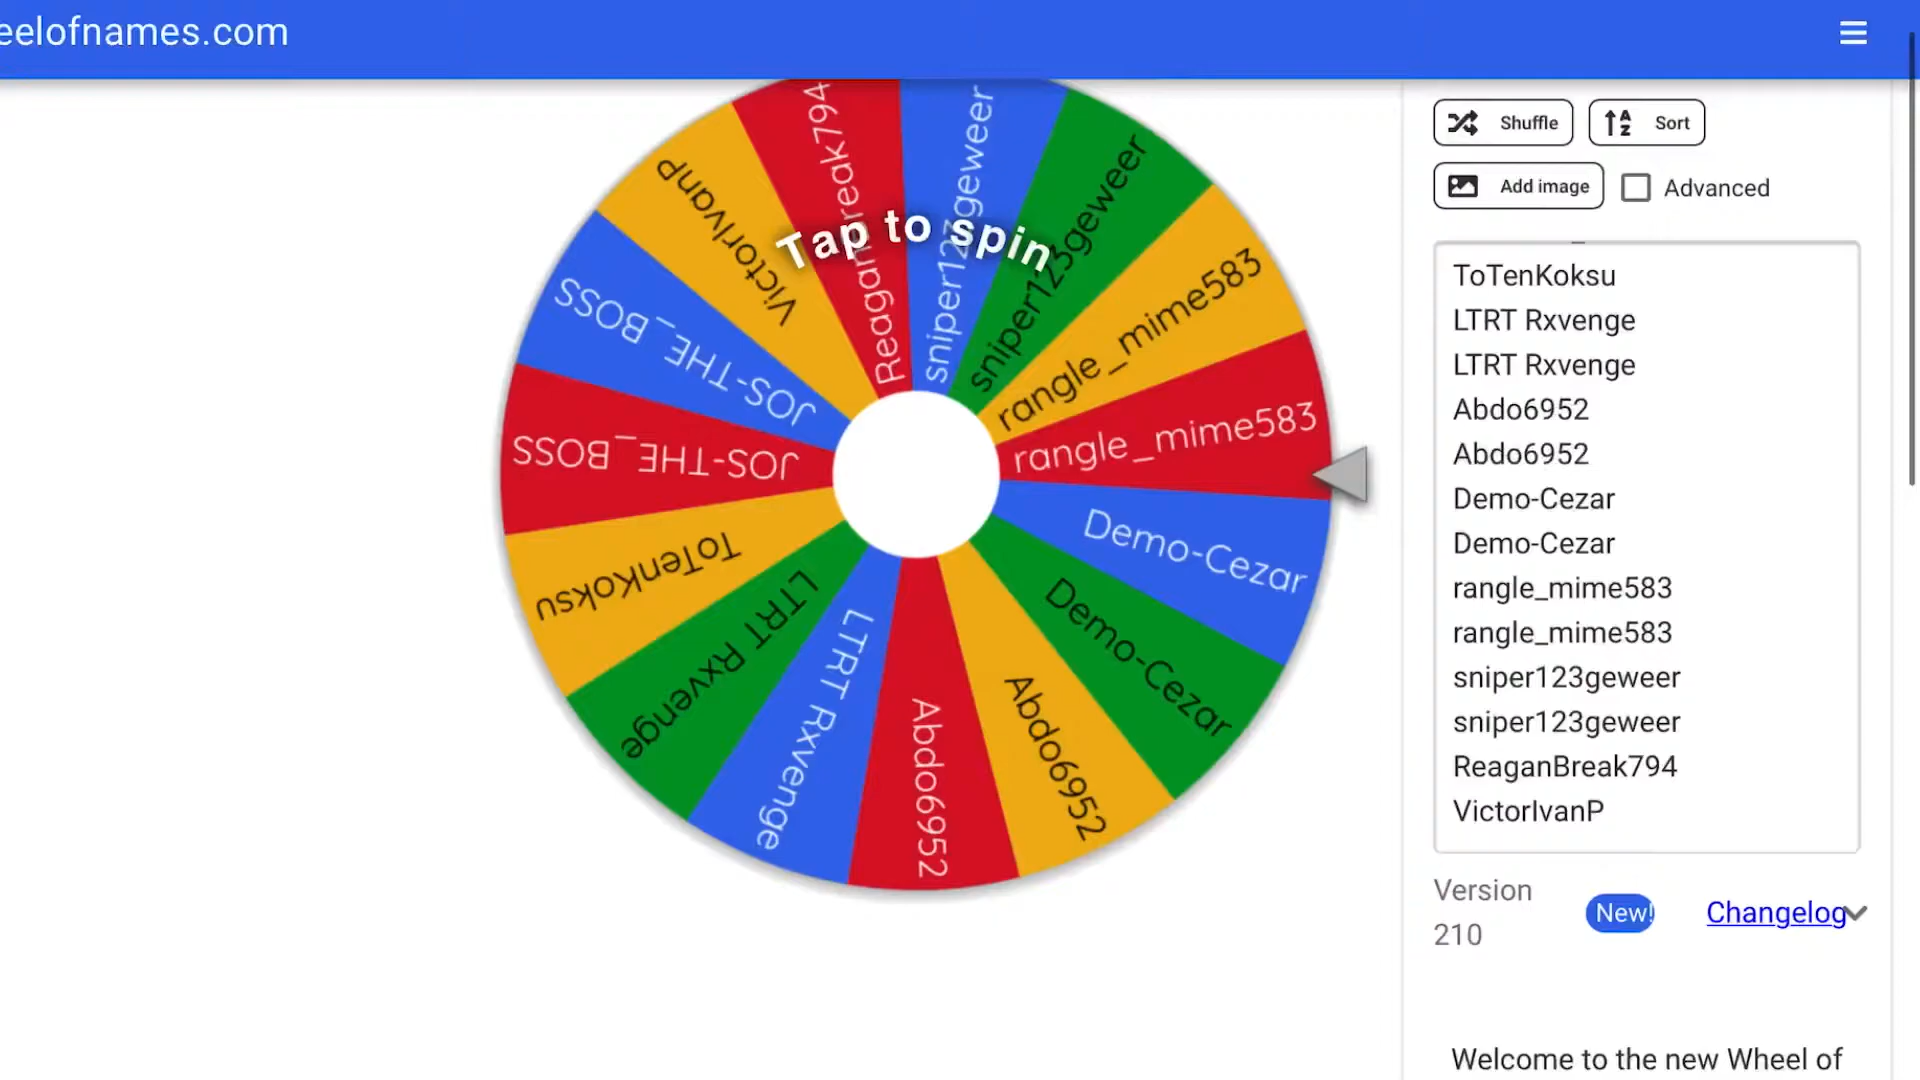 eelofnames.com
Shuffle
Sort
Add image
Advanced
Tap to spin
ReaganBreak794
sniper123geweer
sniper123geweer
rangle_mime583
rangle_mime583
Demo-Cezar
Demo-Cezar
Abdo6952
Abdo6952
LTRT Rxvenge
LTRT Rxvenge
ToTenKoksu
JOS-THE_BOSS
JOS-THE_BOSS
VictorIvanP
ToTenKoksu
LTRT Rxvenge
LTRT Rxvenge
Abdo6952
Abdo6952
Demo-Cezar
Demo-Cezar
rangle_mime583
rangle_mime583
sniper123geweer
sniper123geweer
ReaganBreak794
VictorIvanP
Version
210
New!
Changelog
Welcome to the new Wheel of